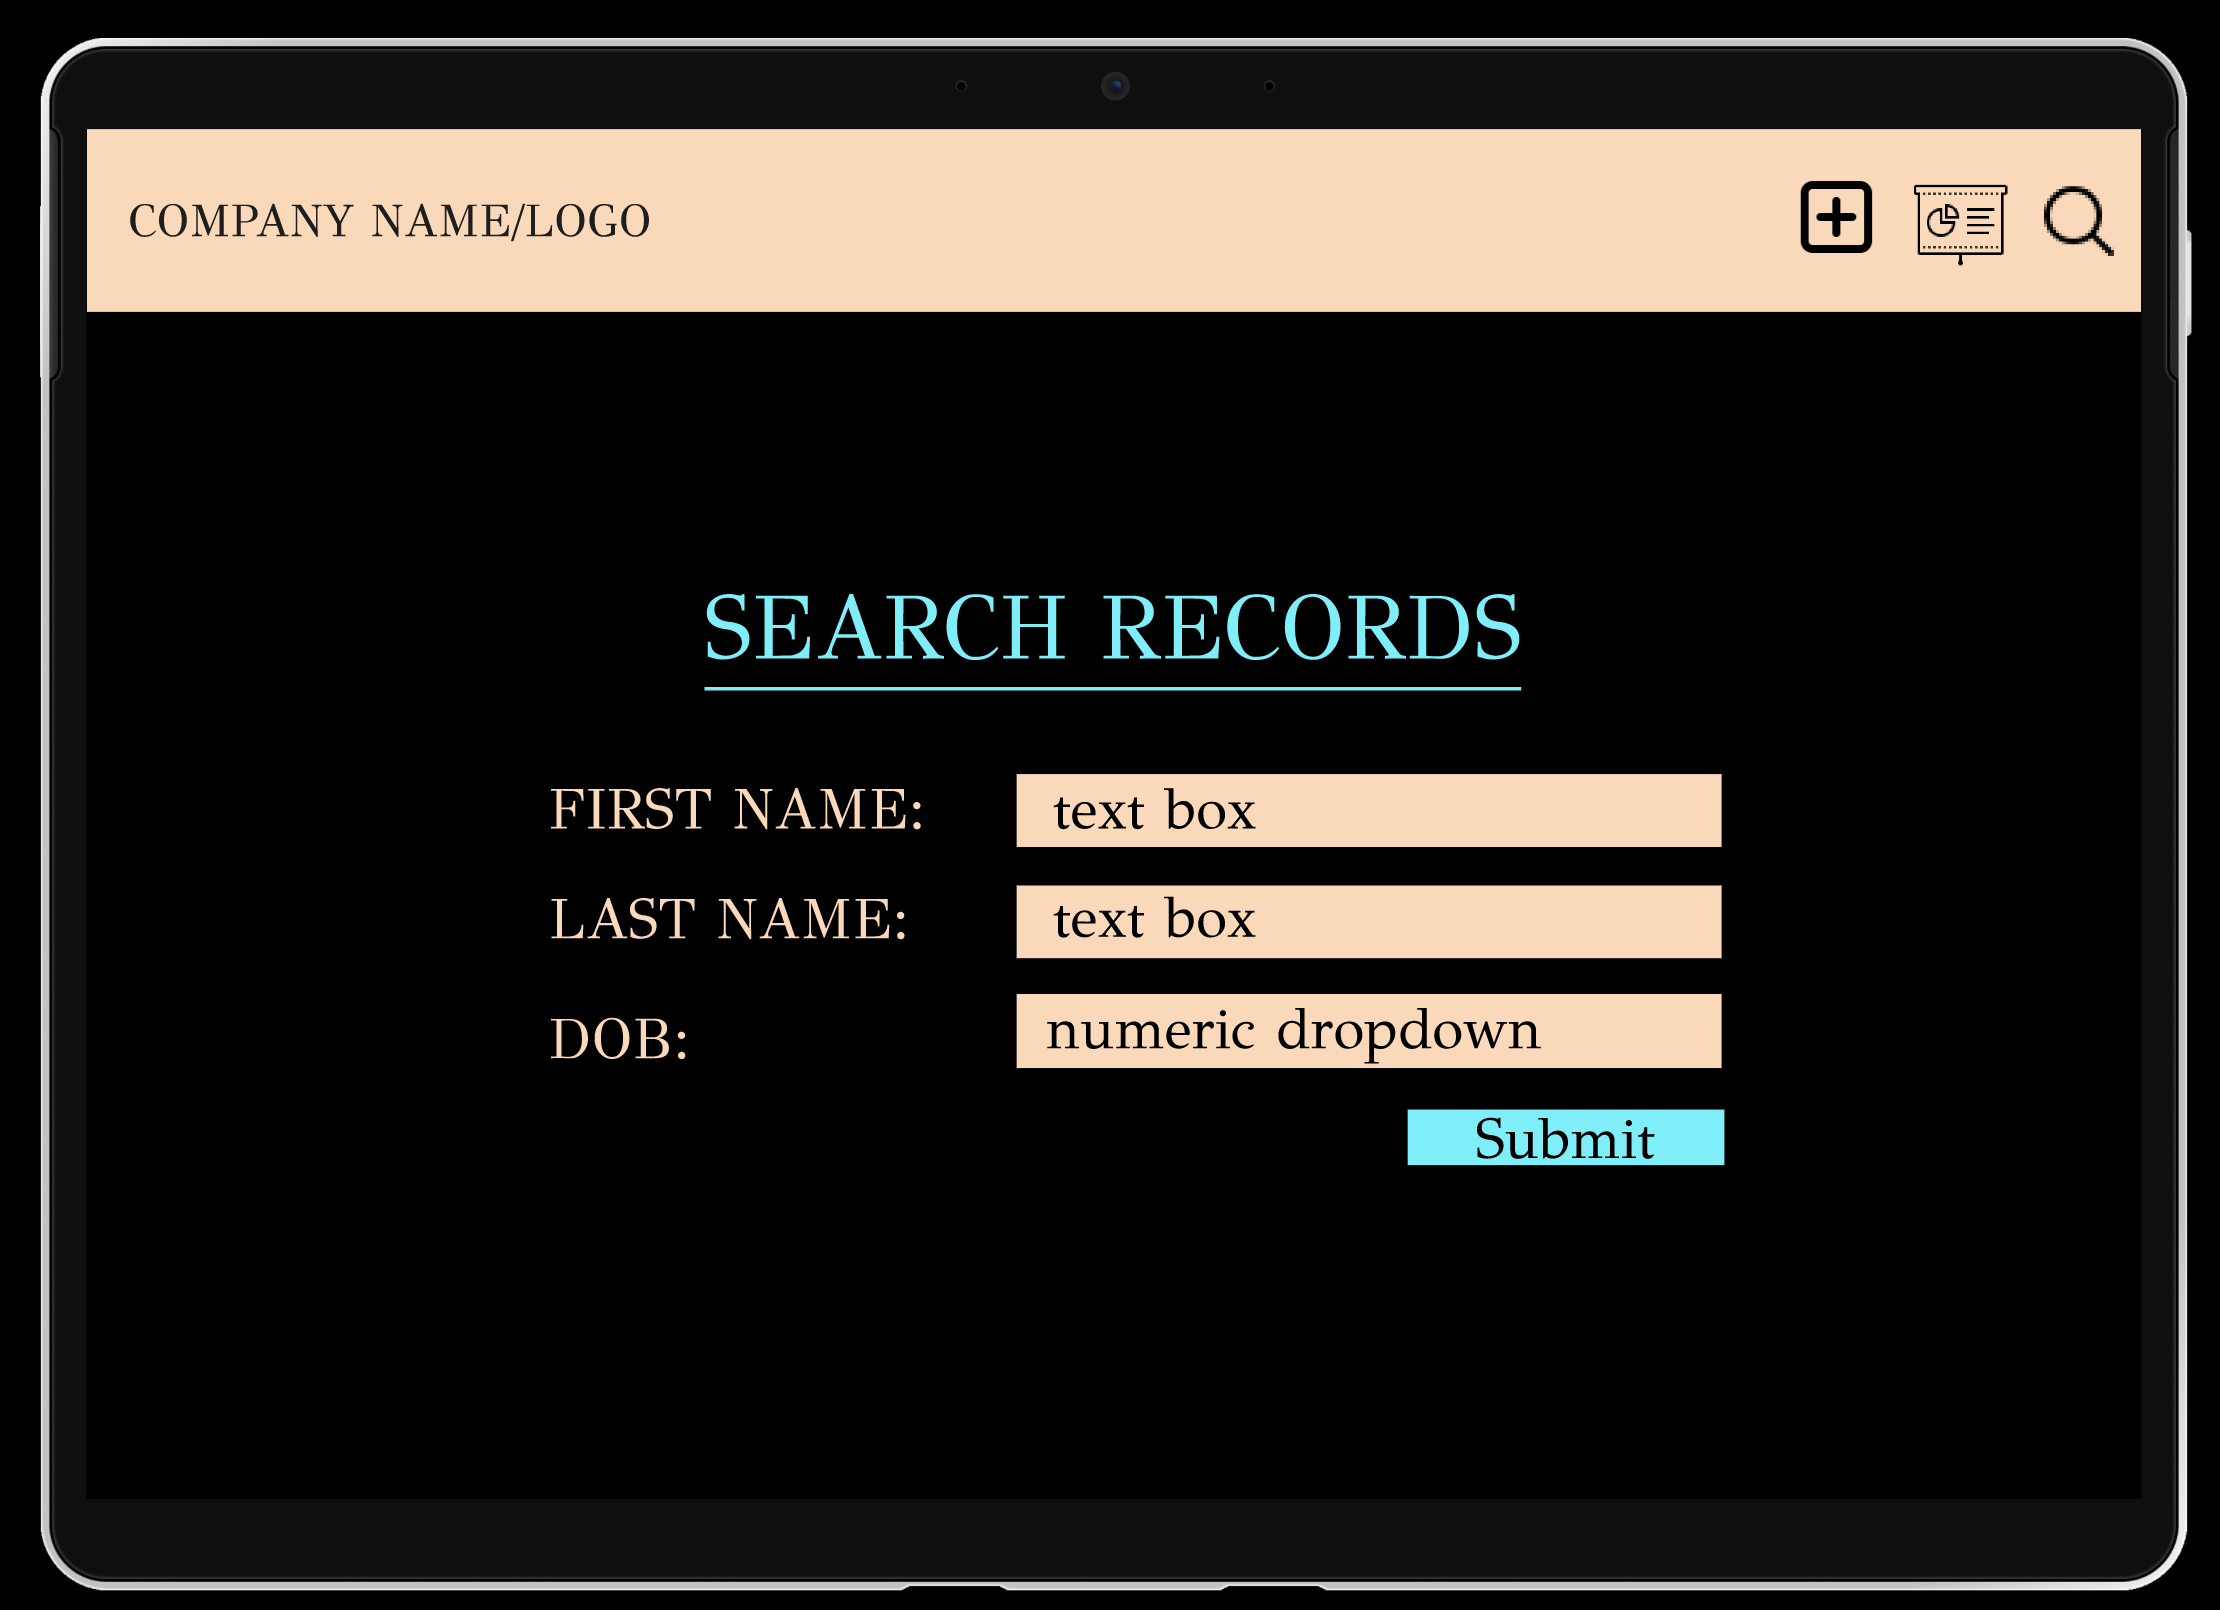 COMPANY NAME/LOGO
SEARCH RECORDS
FIRST NAME: text box
LAST NAME: text box
DOB: numeric dropdown
Submit